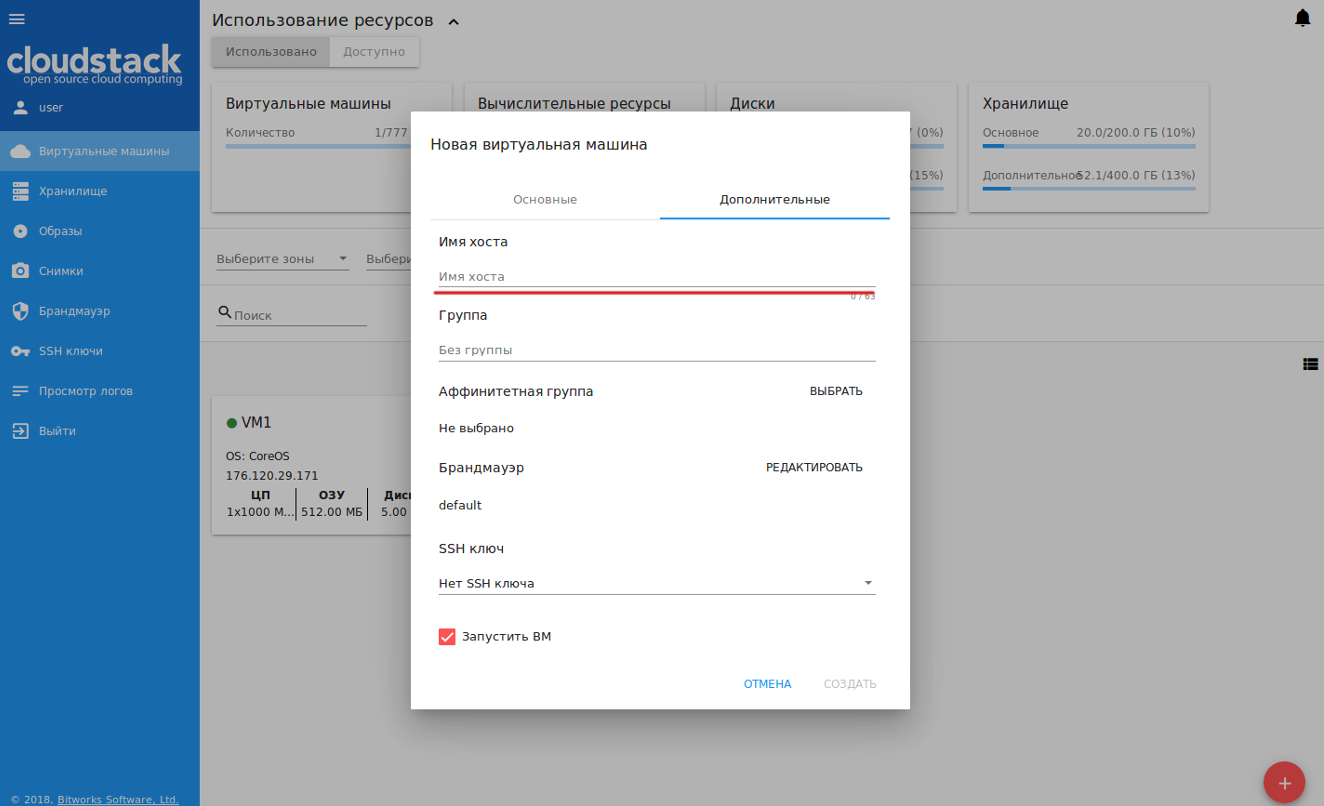 Использование ресурсов
Использовано
Доступно
cloudstack
open source cloud computing
user
Виртуальные машины
Хранилище
Образы
Снимки
Брандмауэр
SSH ключи
Просмотр логов
Выйти
© 2018, Bitworks Software, Ltd.
Виртуальные машины
Количество 1/777
Вычислительные ресурсы
Диски
(0%)
(15%)
Хранилище
Основное 20.0/200.0 ГБ (10%)
Дополнительное 52.1/400.0 ГБ (13%)
Выберите зоны
Поиск
VM1
OS: CoreOS
176.120.29.171
ЦП ОЗУ
1x1000 М... 512.00 МБ 5.00
Новая виртуальная машина
Основные Дополнительные
Имя хоста
Имя хоста
0 / 63
Группа
Без группы
Аффинитетная группа ВЫБРАТЬ
Не выбрано
Брандмауэр РЕДАКТИРОВАТЬ
default
SSH ключ
Нет SSH ключа
Запустить ВМ
ОТМЕНА СОЗДАТЬ